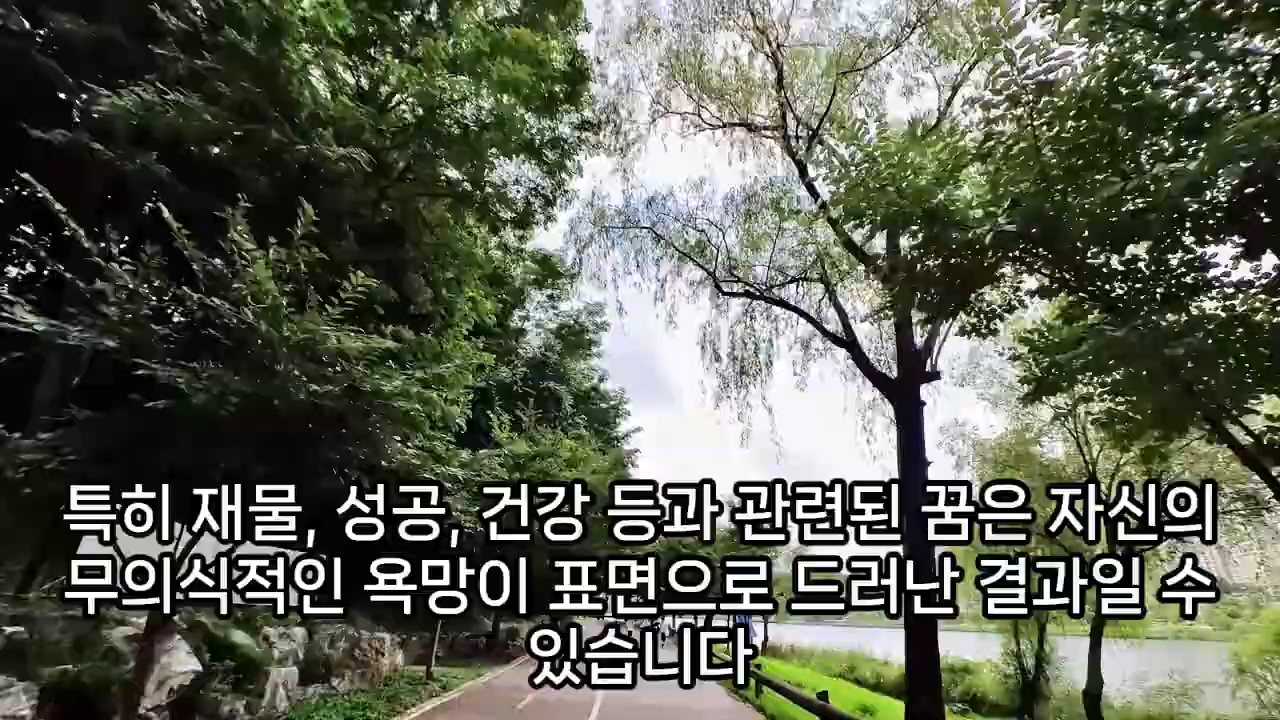 특히 재물, 성공, 건강 등과 관련된 꿈은 자신의
무의식적인 욕망이 표면으로 드러난 결과일 수
있습니다